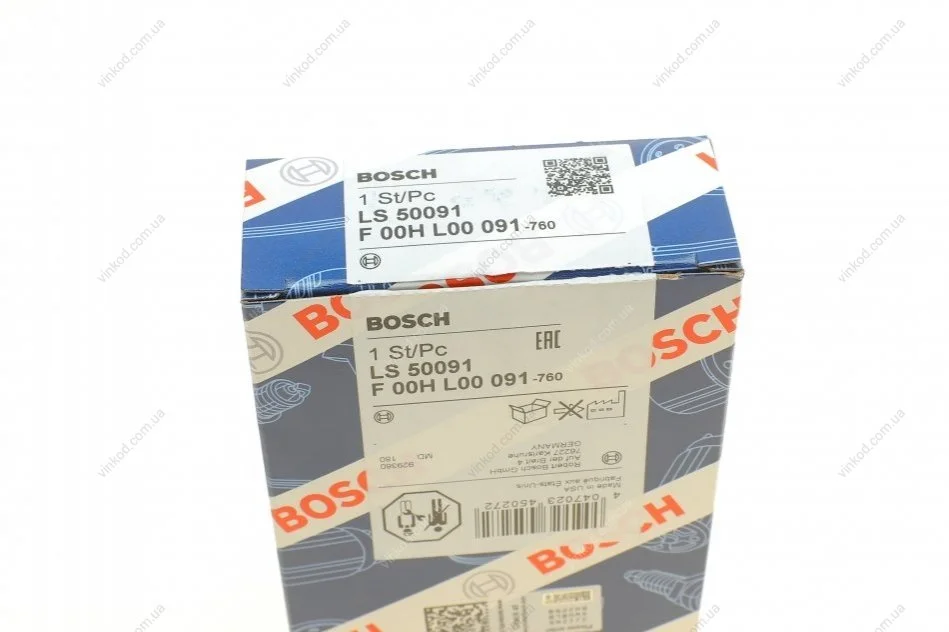 BOSCH
1 St/Pc
LS 50091
F 00H L00 091-760
BOSCH
1 St/Pc
EAC
LS 50091
F 00H L00 091-760
929380
MD: 180
Robert Bosch GmbH
Auf der Breit 4
76227 Karlsruhe
GERMANY
Made in USA
Fabriqué aux Etats-Unis
4 047023 450272
BOSCH
BOSCH
BOSCH
vinkod.com.ua